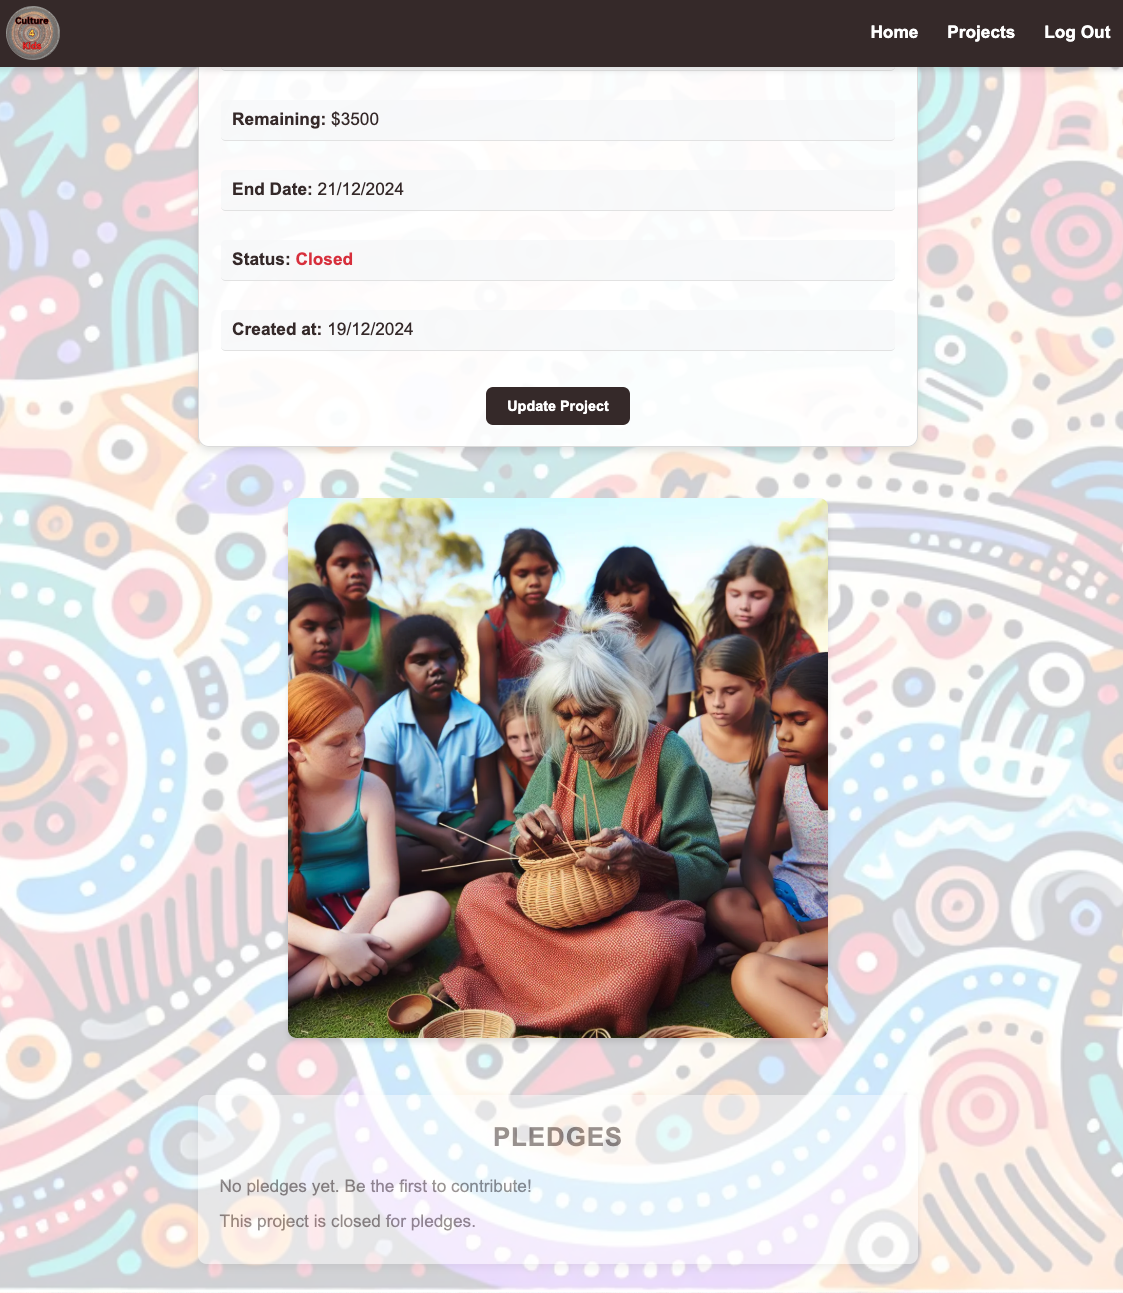 Culture
4
Kids
Home Projects Log Out
Remaining: $3500
End Date: 21/12/2024
Status: Closed
Created at: 19/12/2024
Update Project
PLEDGES
No pledges yet. Be the first to contribute!
This project is closed for pledges.